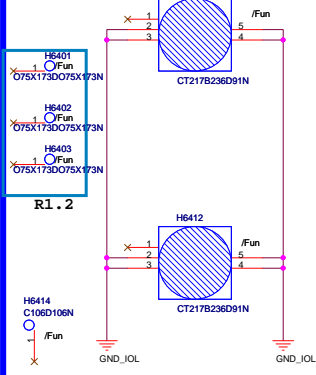 /Fun
1
2
3
5
4
CT217B236D91N
H6401
1
/Fun
O75X173DO75X173N
H6402
1
/Fun
O75X173DO75X173N
H6403
1
/Fun
O75X173DO75X173N
R1.2
H6412
1
2
3
/Fun
5
4
CT217B236D91N
H6414
C106D106N
1
/Fun
GND_IOL
GND_IOL